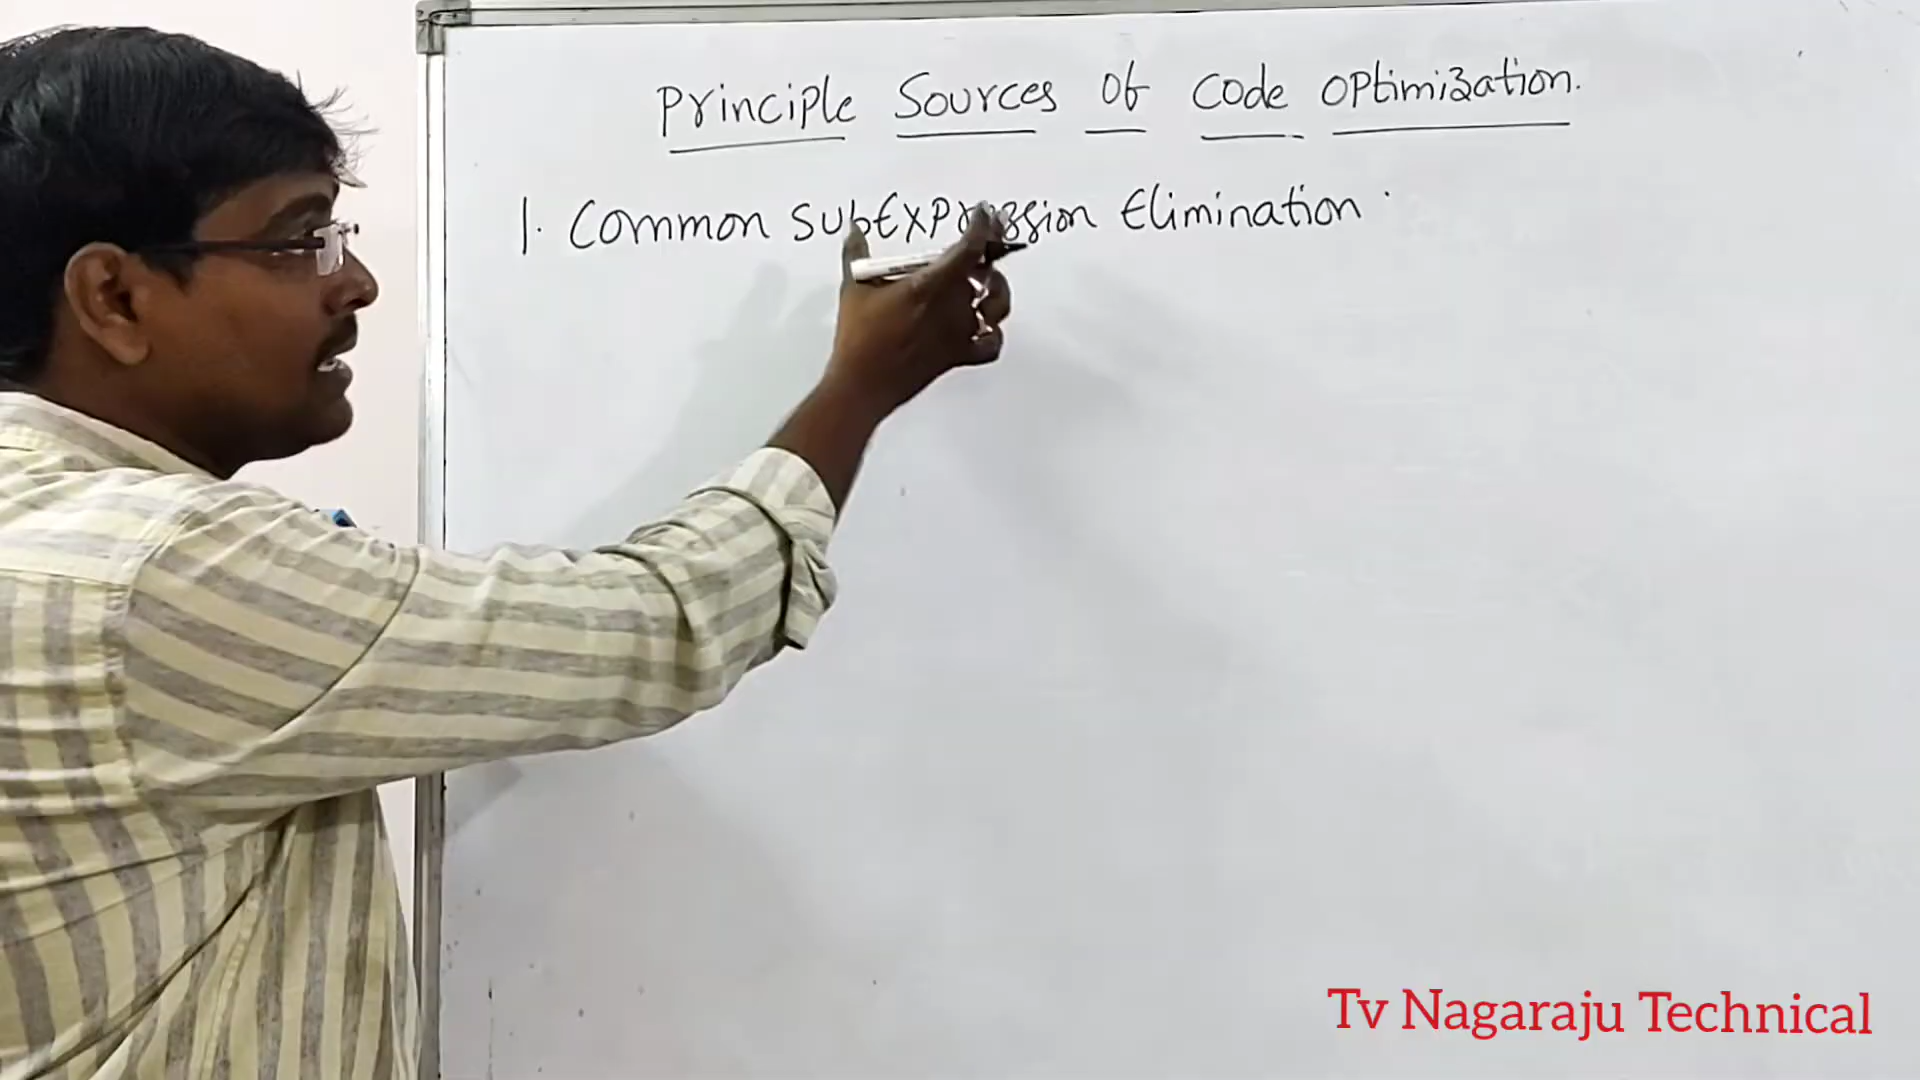 Principle Sources of Code Optimization.
1. Common SubExpression Elimination.
Tv Nagaraju Technical